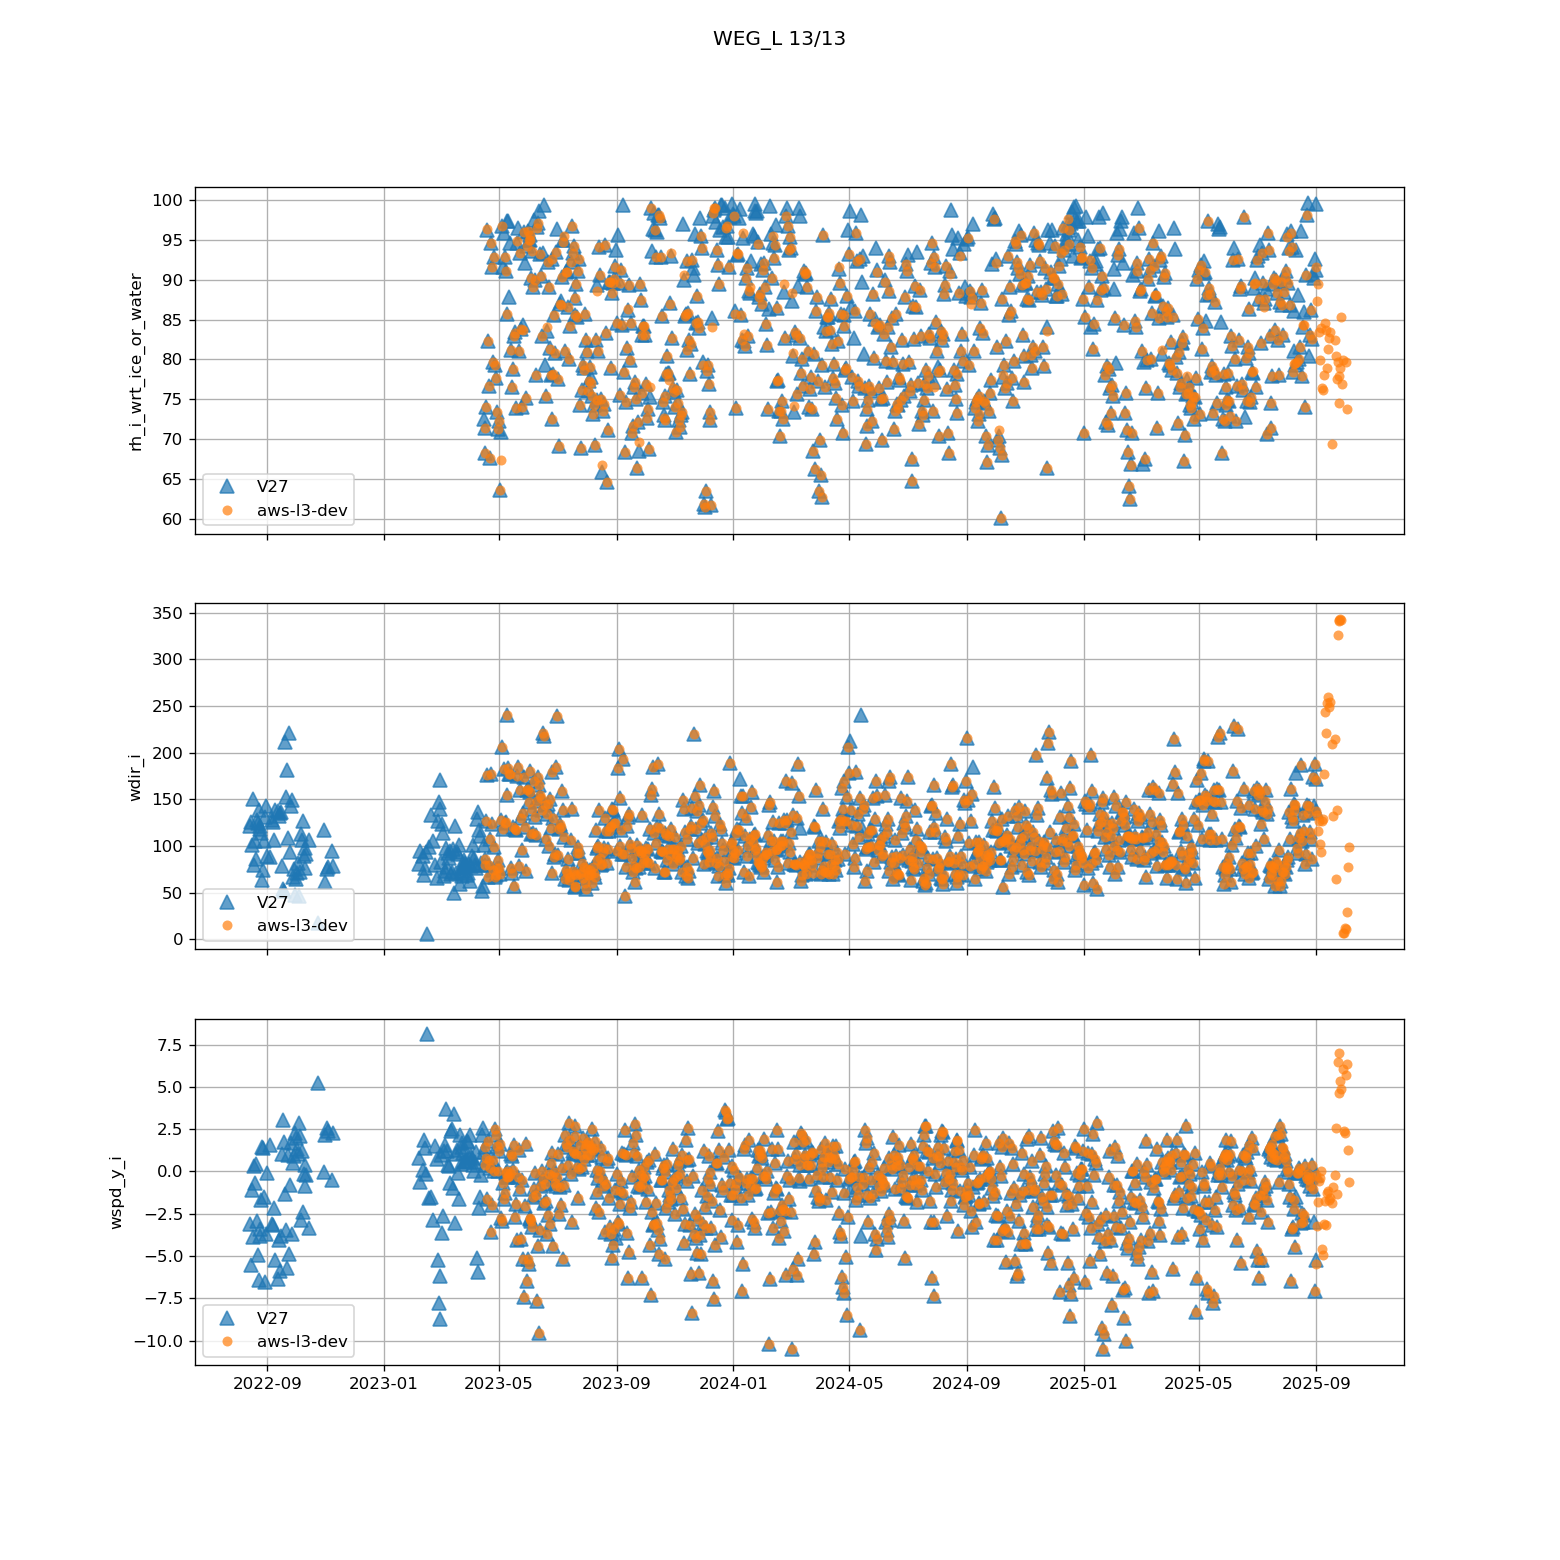 WEG_L 13/13
100
95
90
85
80
75
70
65
60
rh_i_wrt_ice_or_water
V27
aws-l3-dev
350
300
250
200
150
100
50
0
wdir_i
V27
aws-l3-dev
7.5
5.0
2.5
0.0
−2.5
−5.0
−7.5
−10.0
wspd_y_i
V27
aws-l3-dev
2022-09 2023-01 2023-05 2023-09 2024-01 2024-05 2024-09 2025-01 2025-05 2025-09